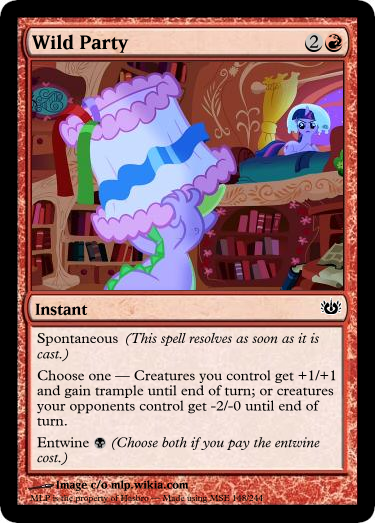 Wild Party 2
Instant
Spontaneous (This spell resolves as soon as it is
cast.)
Choose one — Creatures you control get +1/+1
and gain trample until end of turn; or creatures
your opponents control get -2/-0 until end of
turn.
Entwine (Choose both if you pay the entwine
cost.)
Image c/o mlp.wikia.com
MLP is the property of Hasbro — Made using MSE 148/244